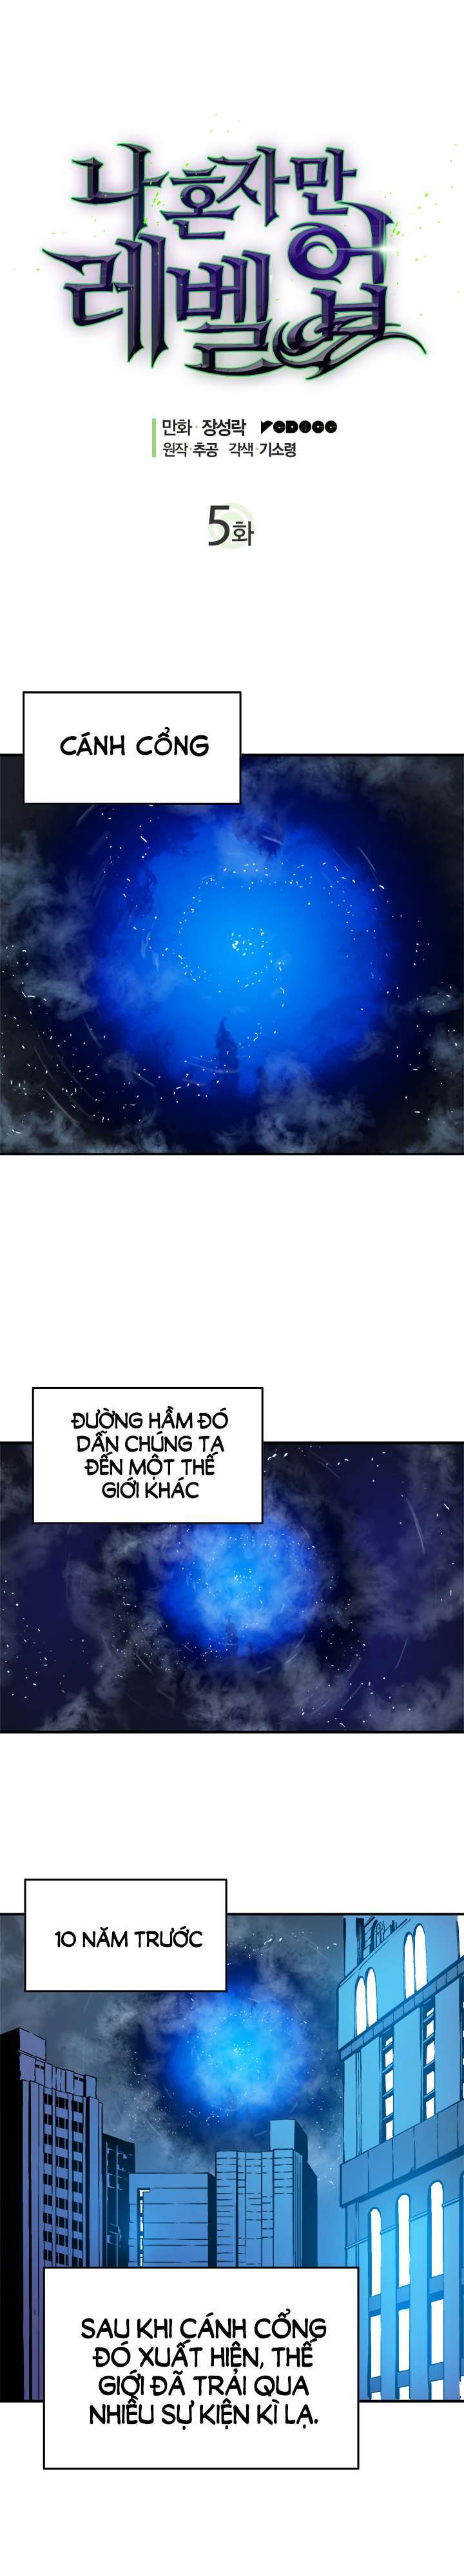 나 혼자만
레벨업
만화·장성락 REDICE
원작·추공 각색·기소령
5화
CÁNH CỔNG
ĐƯỜNG HẦM ĐÓ
DẪN CHÚNG TA
ĐẾN MỘT THẾ
GIỚI KHÁC
10 NĂM TRƯỚC
SAU KHI CÁNH CỔNG
ĐÓ XUẤT HIỆN, THẾ
GIỚI ĐÃ TRẢI QUA
NHIỀU SỰ KIỆN KÌ LẠ.